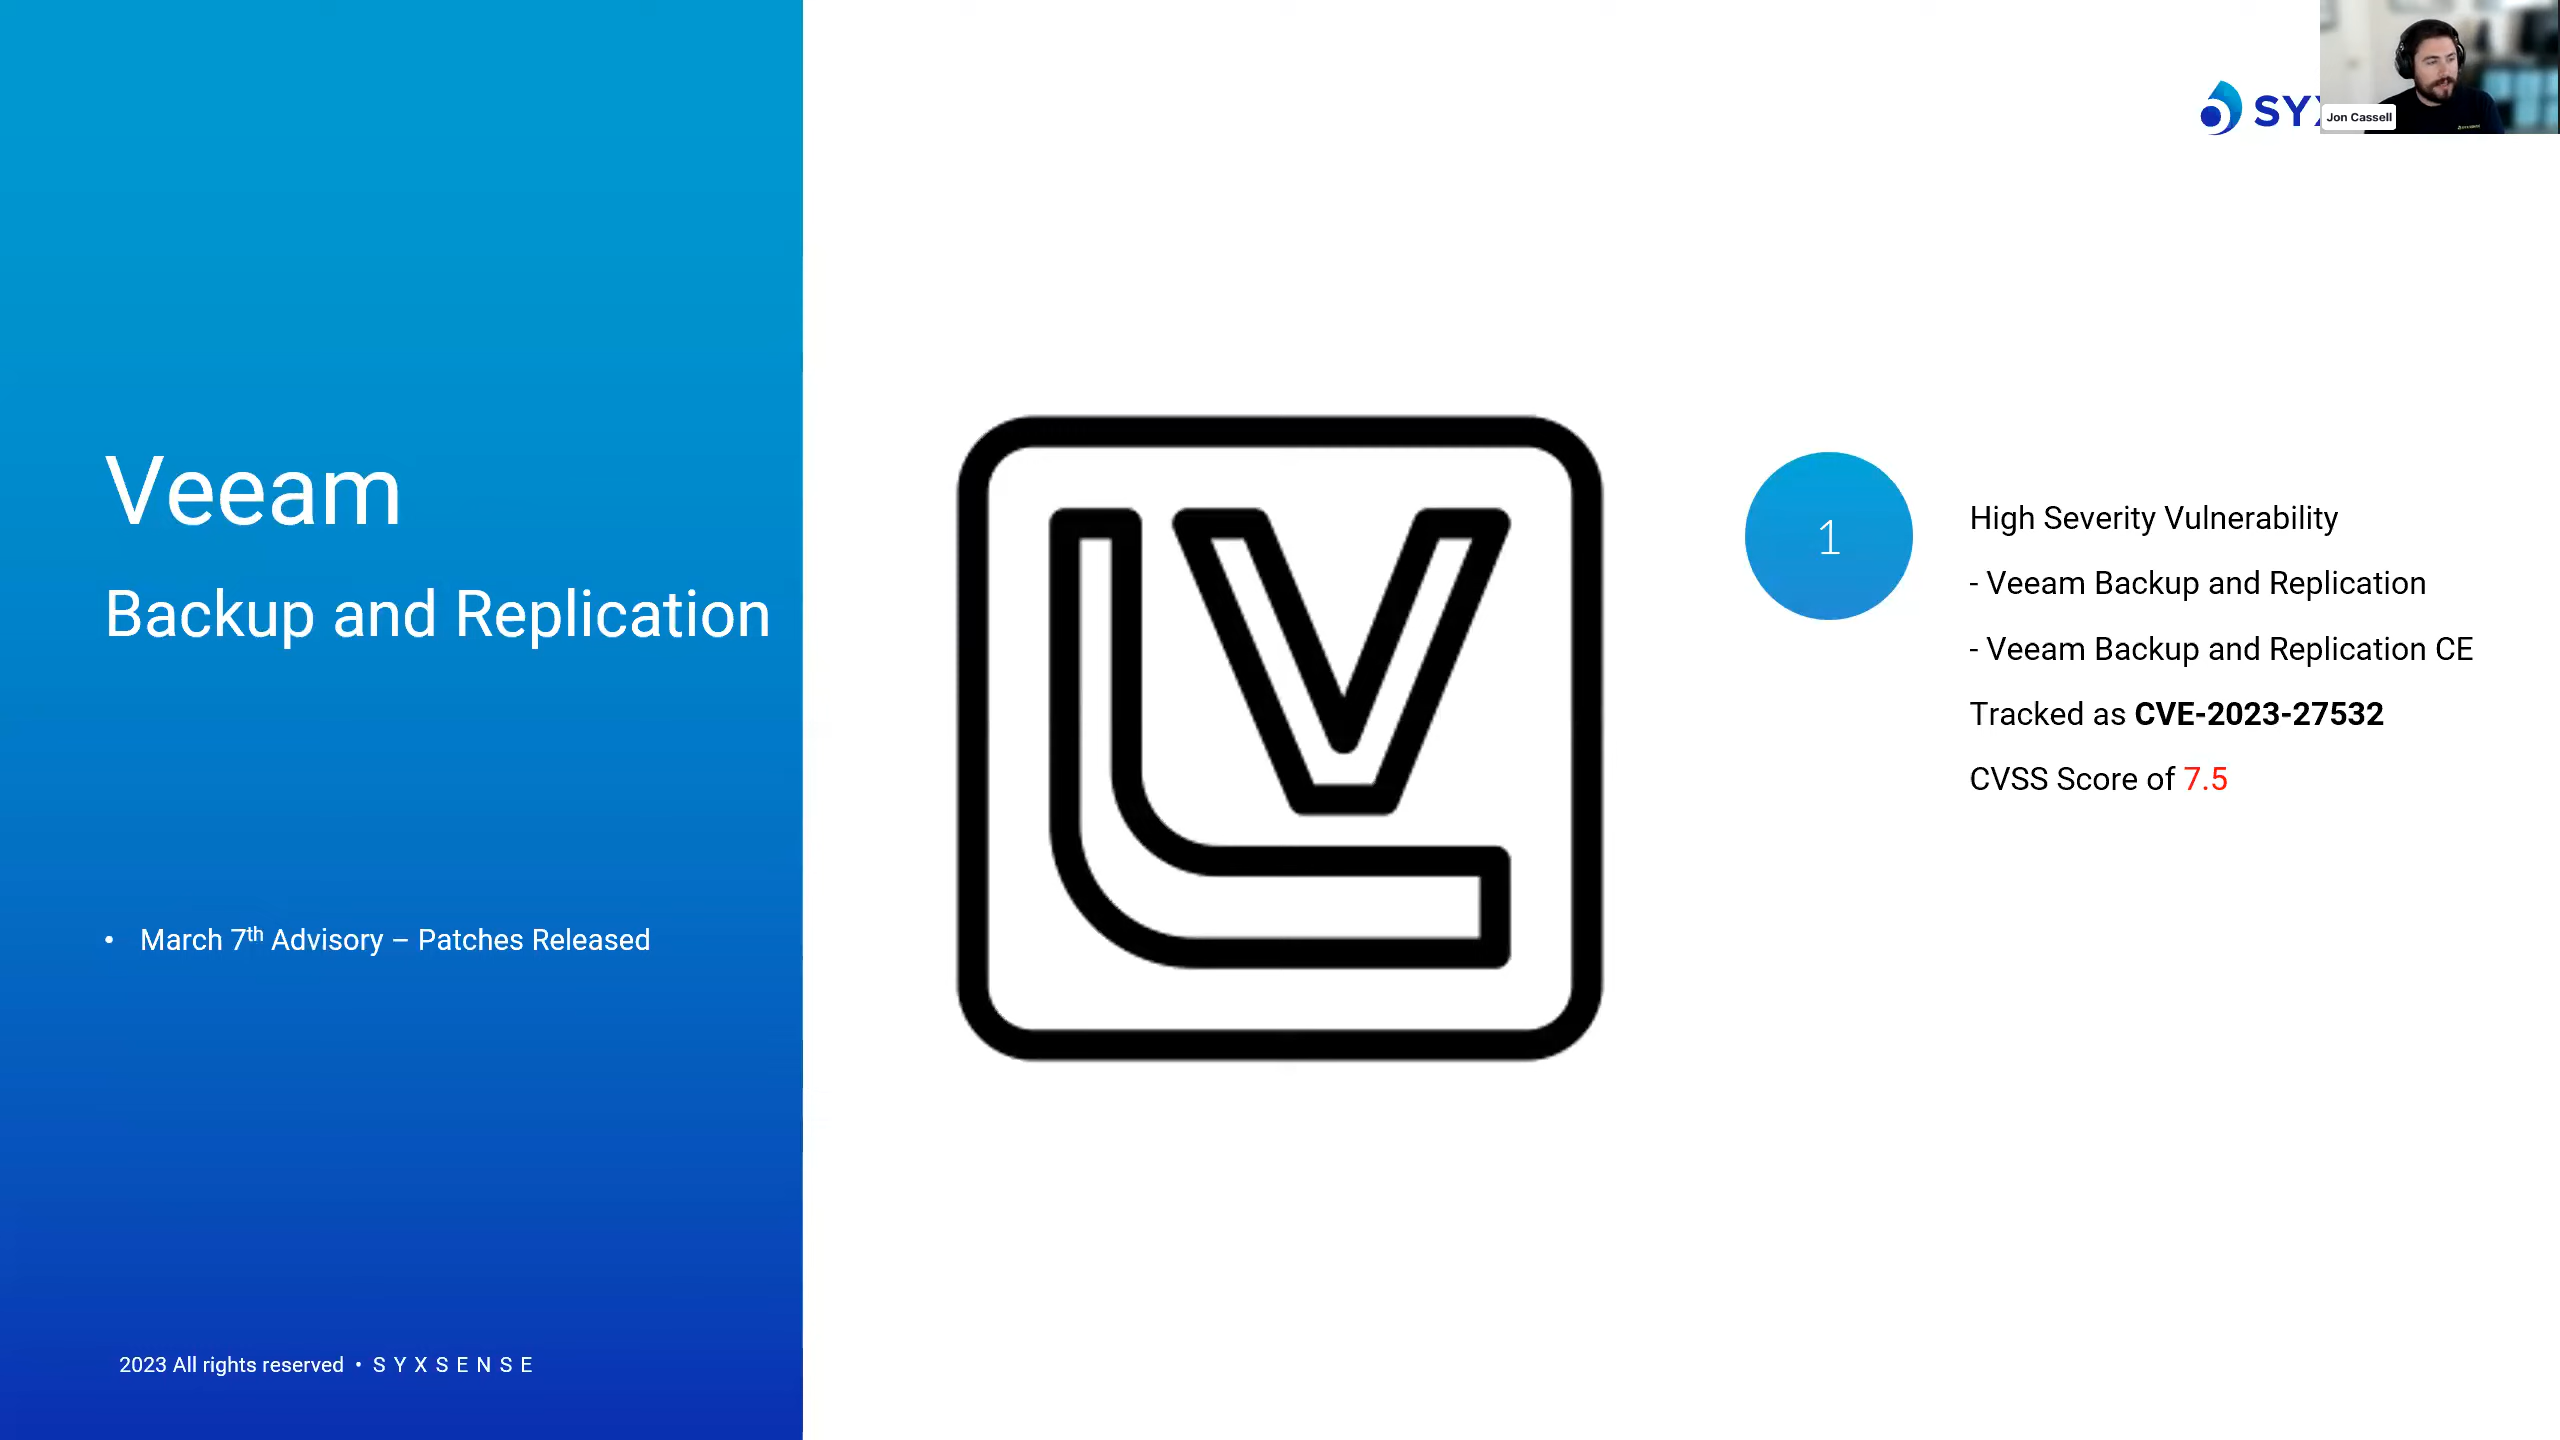 SYX
Jon Cassell
Veeam
Backup and Replication
• March 7th Advisory – Patches Released
2023 All rights reserved • SYXSENSE
1
High Severity Vulnerability
- Veeam Backup and Replication
- Veeam Backup and Replication CE
Tracked as CVE-2023-27532
CVSS Score of 7.5